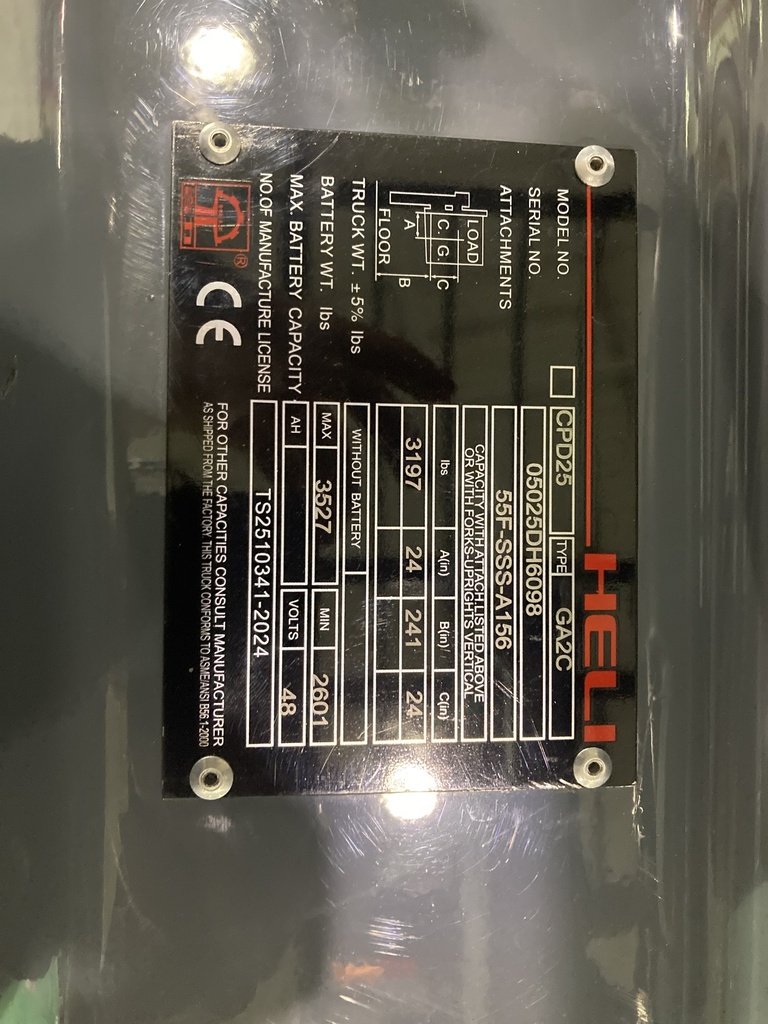 HELI
MODEL NO. CPD25 TYPE GA2C
SERIAL NO. 05025DH6098
ATTACHMENTS 55F-SSS-A156
CAPACITY WITH ATTACH LISTED ABOVE
OR WITH FORKS-UPRIGHTS VERTICAL
LOAD
C. G.
C
A
B
FLOOR
lbs A(in) B(in) C(in)
3197 24 241 24
TRUCK WT. ± 5% lbs WITHOUT BATTERY
BATTERY WT. lbs MAX 3527 MIN 2601
MAX. BATTERY CAPACITY AH VOLTS 48
NO.OF MANUFACTURE LICENSE TS2510341-2024
® CE
FOR OTHER CAPACITIES CONSULT MANUFACTURER
AS SHIPPED FROM THE FACTORY THIS TRUCK CONFORMS TO ASME/ANSI B56.1-2000